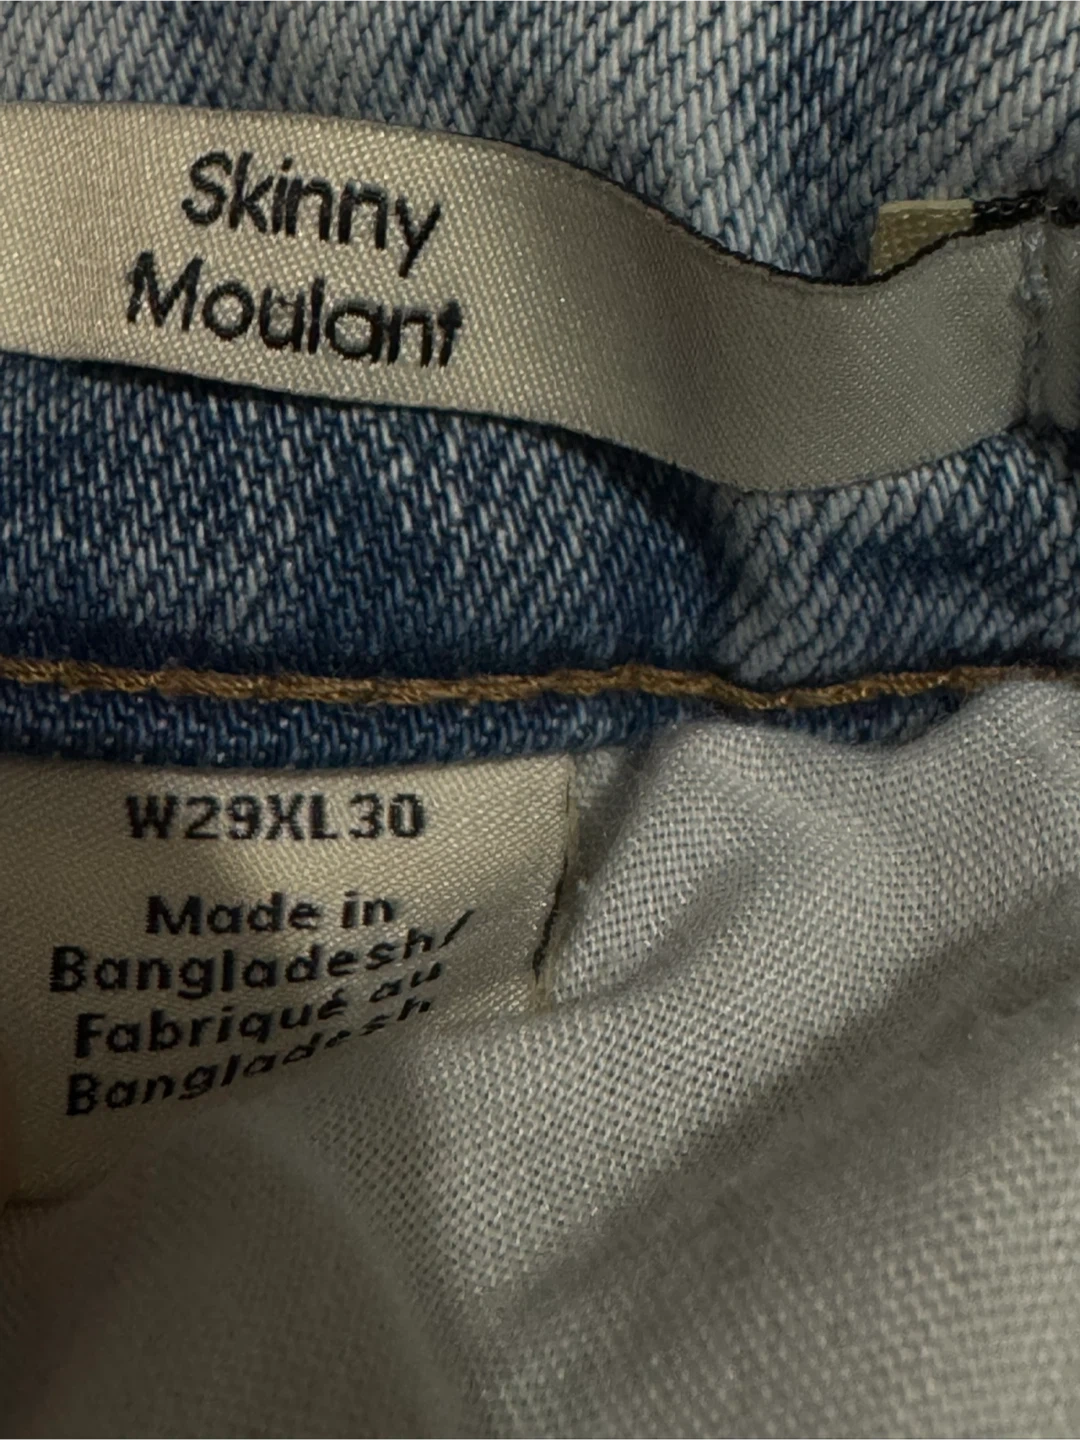 Skinny
Moulant
W29XL30
Made in
Bangladesh/
Fabriqué au
Bangladesh